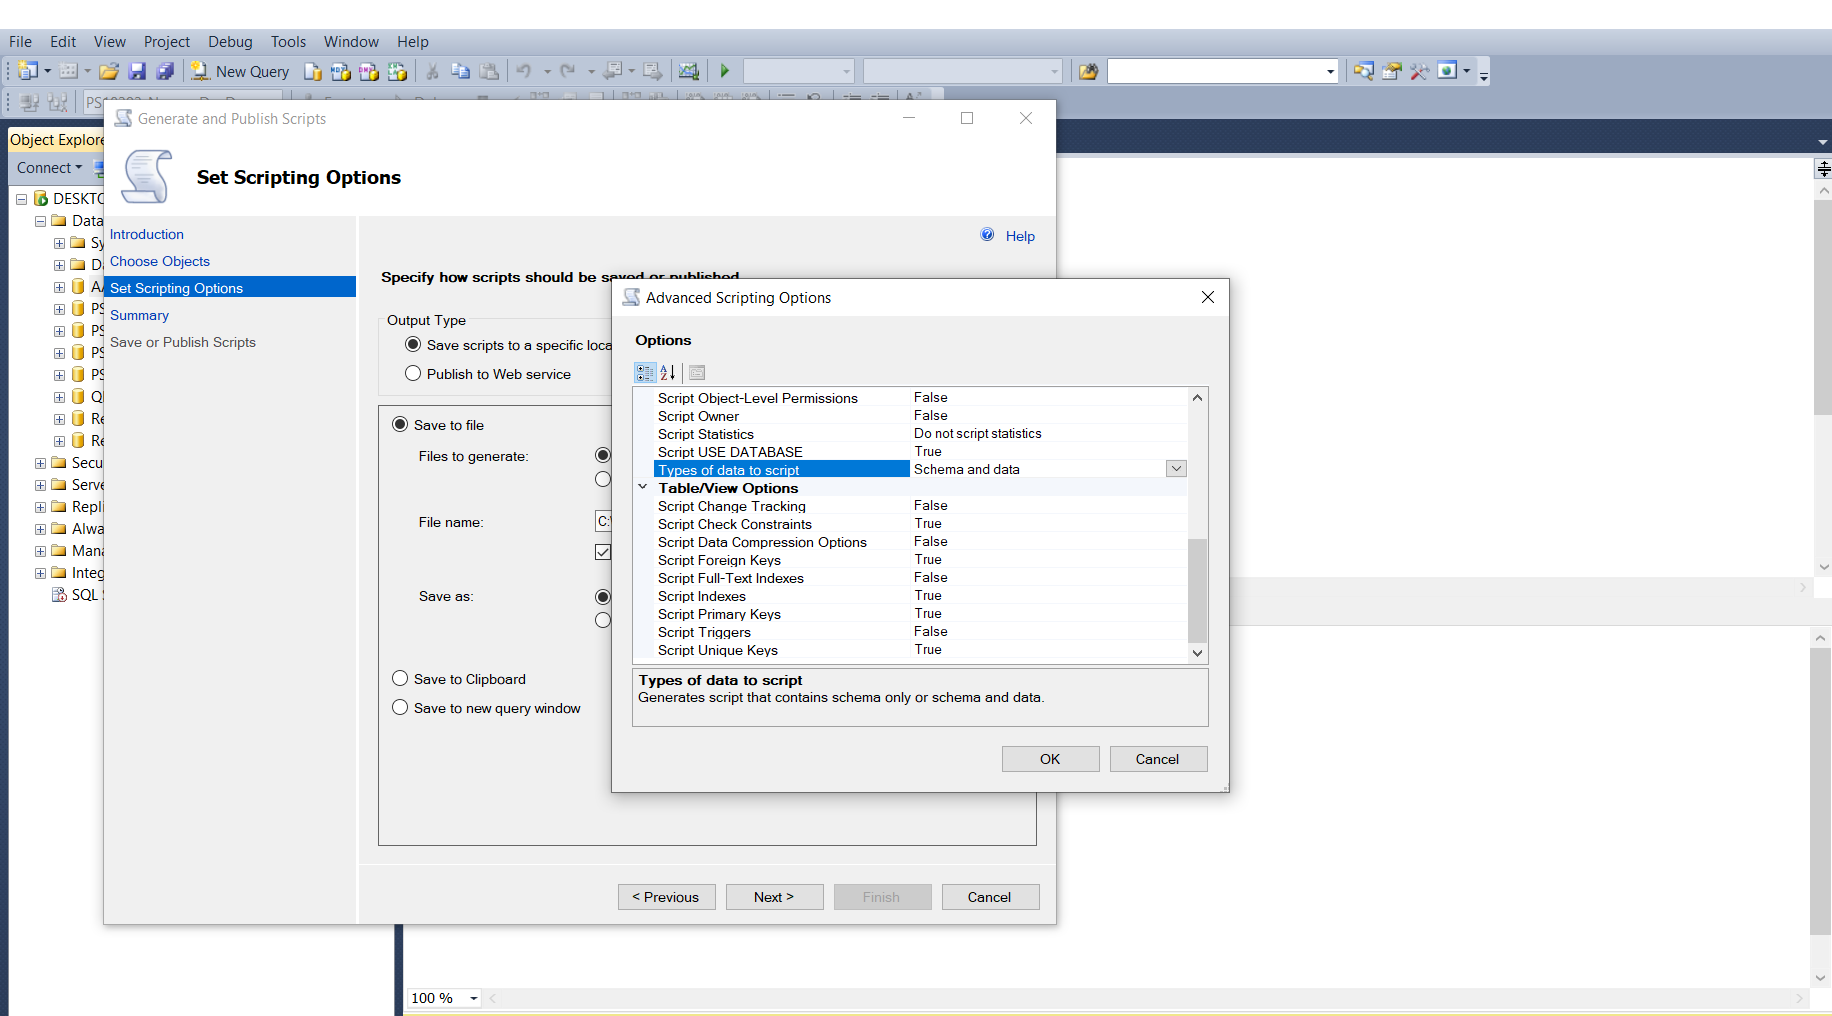 File Edit View Project Debug Tools Window Help
New Query
Generate and Publish Scripts
Object Explore
Set Scripting Options
Connect
DESKTO
Data
Sy
D
A
PS
PS
PS
PS
Q
Re
Re
Secu
Serve
Repli
Alwa
Mana
Integ
SQL
Introduction
Choose Objects
Set Scripting Options
Summary
Save or Publish Scripts
Help
Specify how scripts should be saved or published
Output Type
Save scripts to a specific loca
Publish to Web service
Save to file
Files to generate:
File name:
C:\
Save as:
Save to Clipboard
Save to new query window
< Previous
Next >
Finish
Cancel
Advanced Scripting Options
Options
Script Object-Level Permissions False
Script Owner False
Script Statistics Do not script statistics
Script USE DATABASE True
Types of data to script Schema and data
Table/View Options
Script Change Tracking False
Script Check Constraints True
Script Data Compression Options False
Script Foreign Keys True
Script Full-Text Indexes False
Script Indexes True
Script Primary Keys True
Script Triggers False
Script Unique Keys True
Types of data to script
Generates script that contains schema only or schema and data.
OK
Cancel
100 %